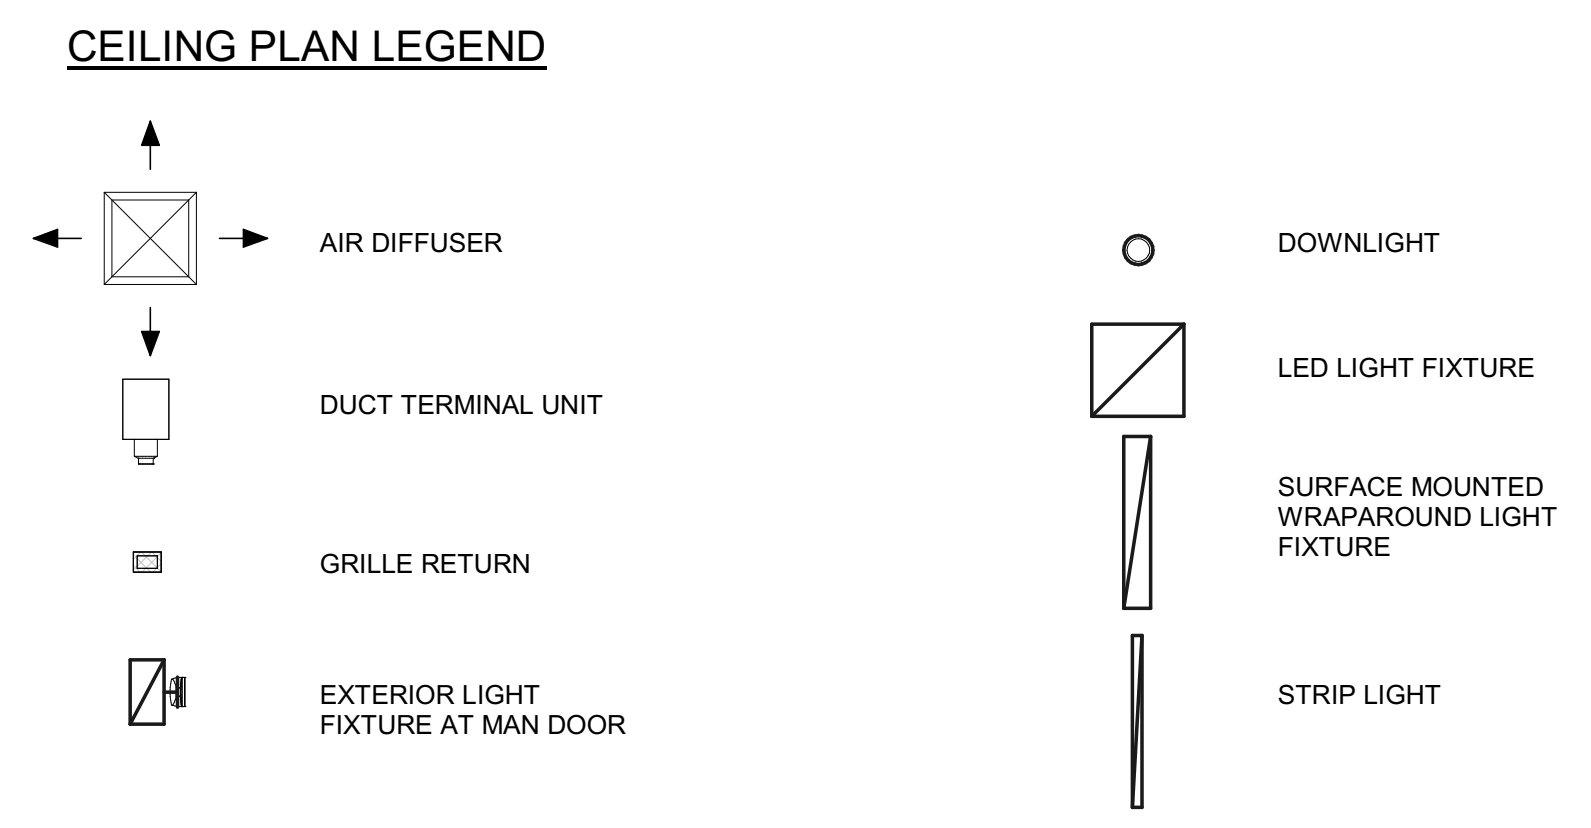 CEILING PLAN LEGEND
AIR DIFFUSER
DUCT TERMINAL UNIT
GRILLE RETURN
EXTERIOR LIGHT
FIXTURE AT MAN DOOR
DOWNLIGHT
LED LIGHT FIXTURE
SURFACE MOUNTED
WRAPAROUND LIGHT
FIXTURE
STRIP LIGHT